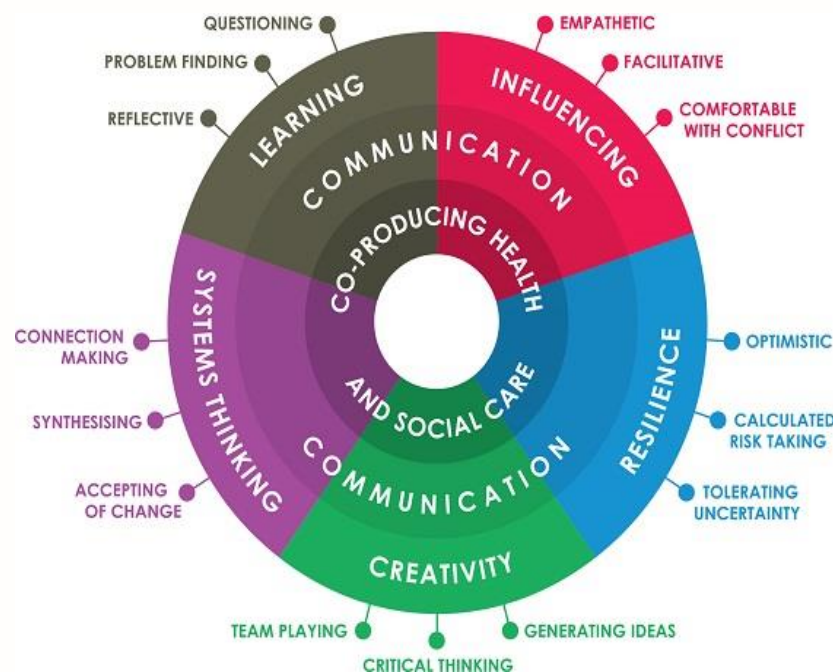 QUESTIONING
PROBLEM FINDING
REFLECTIVE
LEARNING
EMPATHETIC
FACILITATIVE
COMFORTABLE
WITH CONFLICT
INFLUENCING
COMMUNICATION
CO-PRODUCING HEALTH
AND SOCIAL CARE
COMMUNICATION
SYSTEMS THINKING
CONNECTION
MAKING
SYNTHESISING
ACCEPTING
OF CHANGE
RESILIENCE
OPTIMISTIC
CALCULATED
RISK TAKING
TOLERATING
UNCERTAINTY
CREATIVITY
TEAM PLAYING
CRITICAL THINKING
GENERATING IDEAS